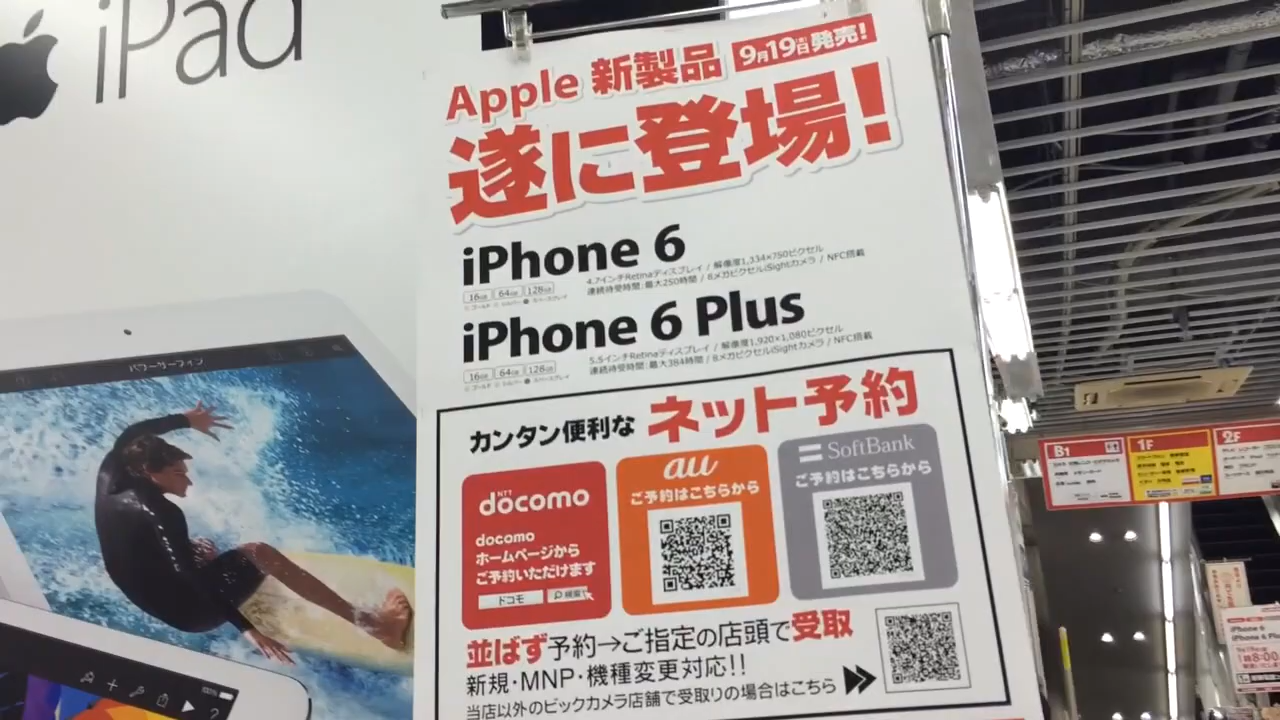 iPad
Apple 新製品 9月19日発売!
遂に登場!
iPhone 6
4.7インチRetinaディスプレイ / 解像度1,334×750ピクセル
16GB 64GB 128GB 連続待受時間:最大250時間 / 8メガピクセルiSightカメラ / NFC搭載
iPhone 6 Plus
5.5インチRetinaディスプレイ / 解像度1,920×1,080ピクセル
16GB 64GB 128GB 連続待受時間:最大384時間 / 8メガピクセルiSightカメラ / NFC搭載
カンタン便利な ネット予約
NTT
docomo
docomo
ホームページから
ご予約いただけます
ドコモ 検索
au
ご予約はこちらから
SoftBank
ご予約はこちらから
並ばず予約→ご指定の店頭で受取
新規・MNP・機種変更対応!!
当店以外のビックカメラ店舗で受取りの場合はこちら
100%
B1 1F 2F
iPhone 6
iPhone 6 Plus
8:00